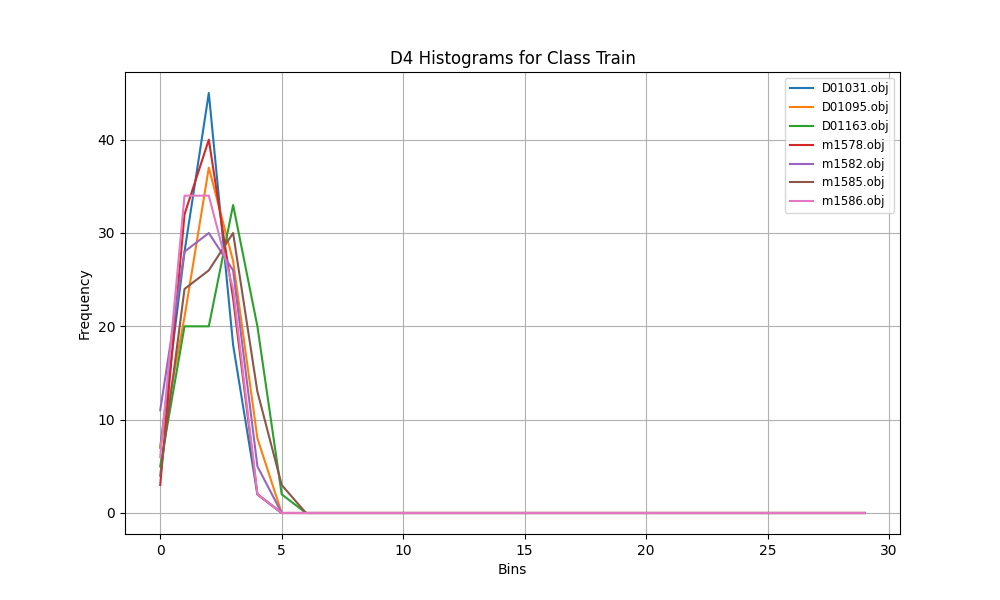 D4 Histograms for Class Train
D01031.obj
D01095.obj
D01163.obj
m1578.obj
m1582.obj
m1585.obj
m1586.obj
Frequency
40
30
20
10
0
0 5 10 15 20 25 30
Bins